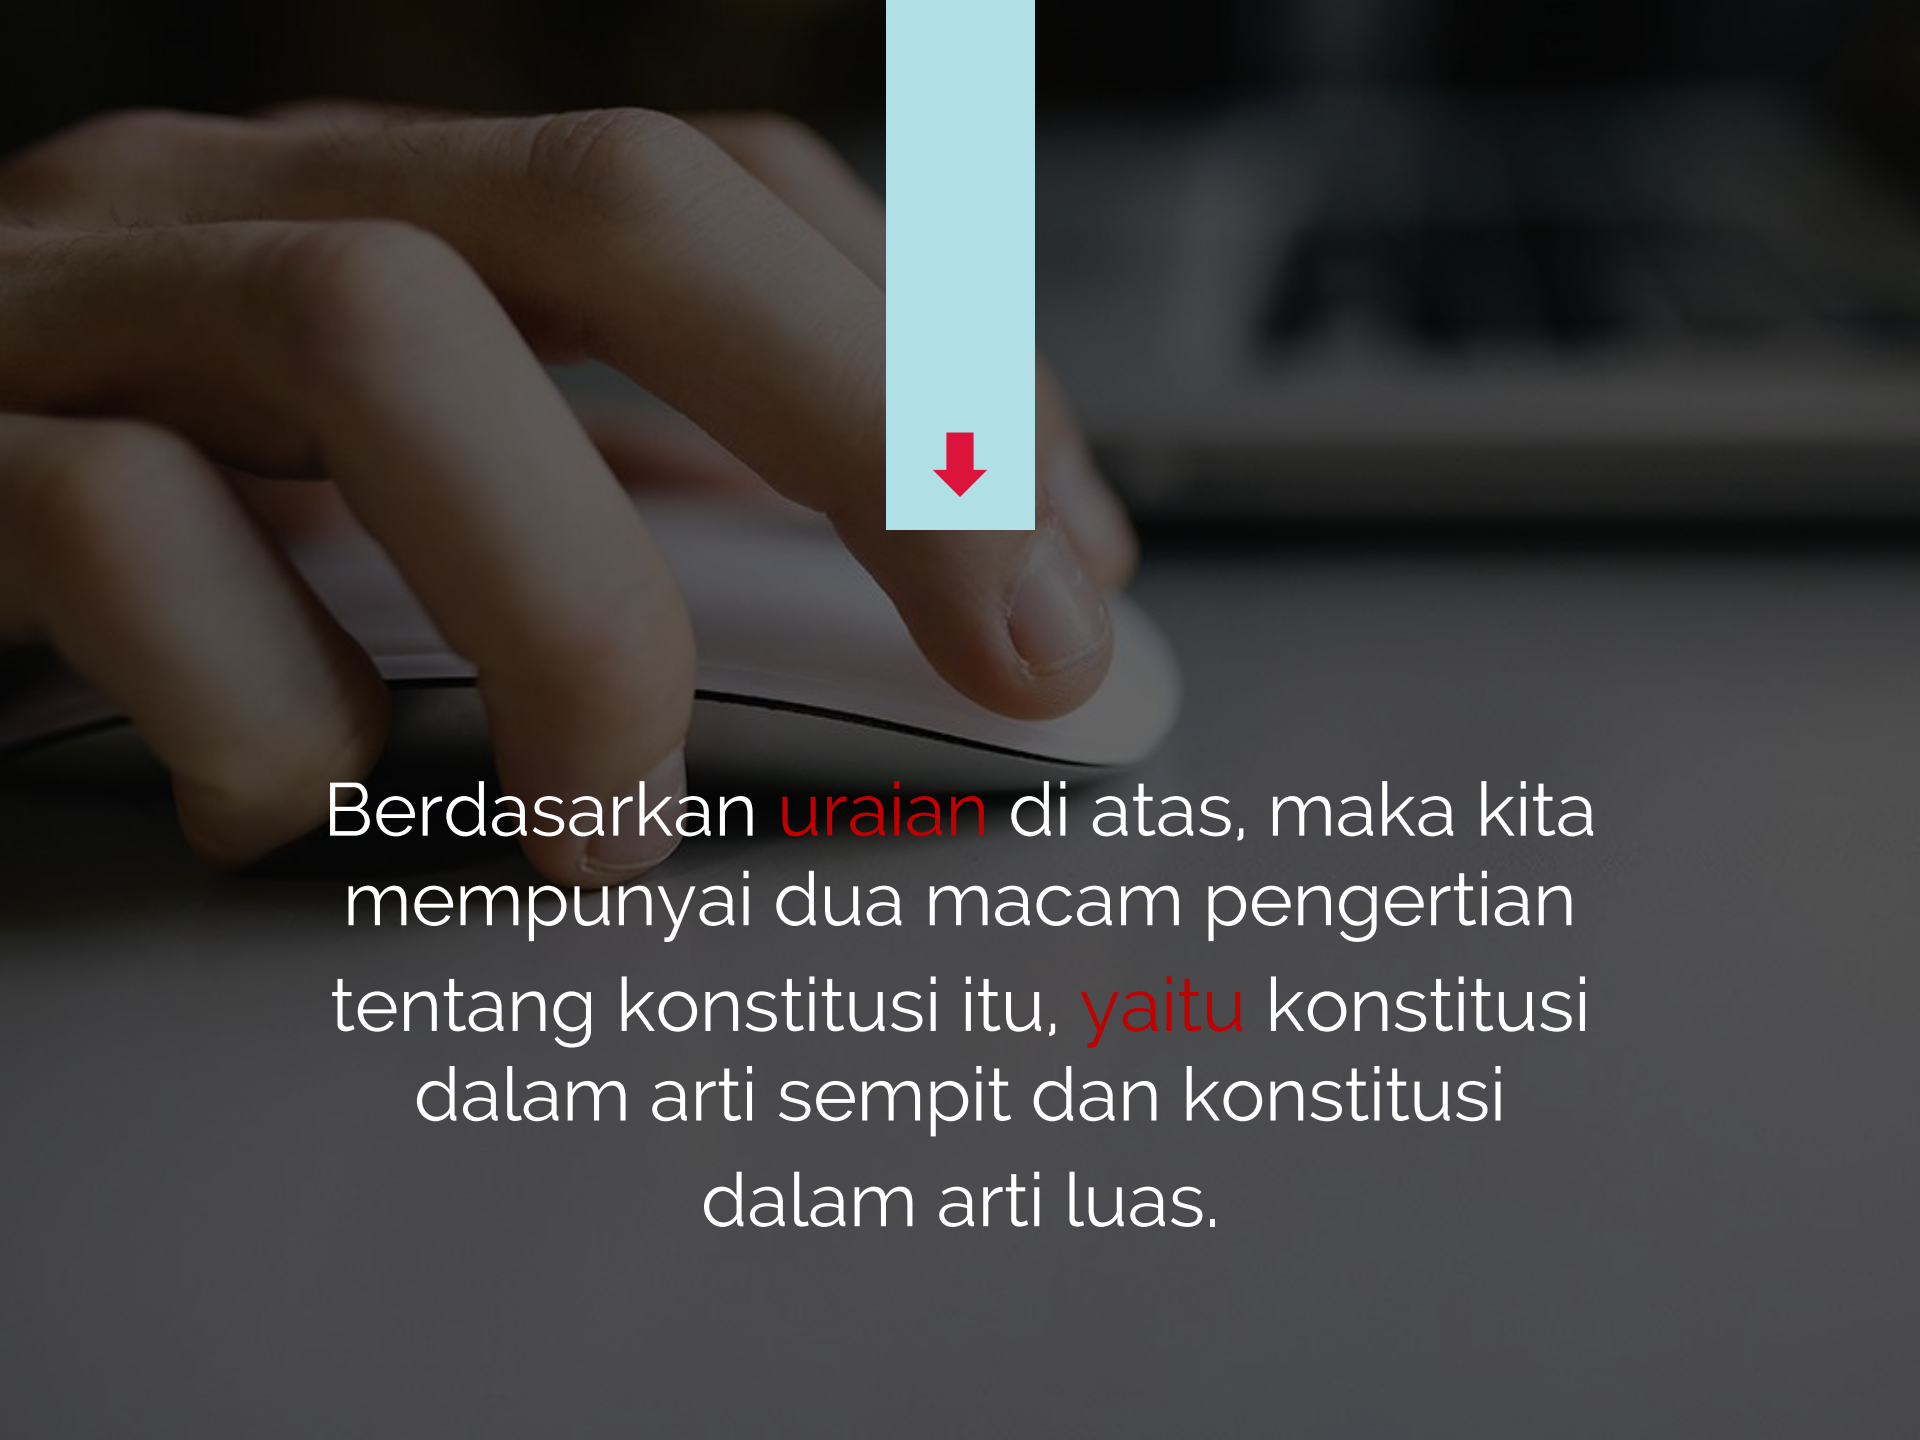 Berdasarkan uraian di atas, maka kita
mempunyai dua macam pengertian
tentang konstitusi itu, yaitu konstitusi
dalam arti sempit dan konstitusi
dalam arti luas.